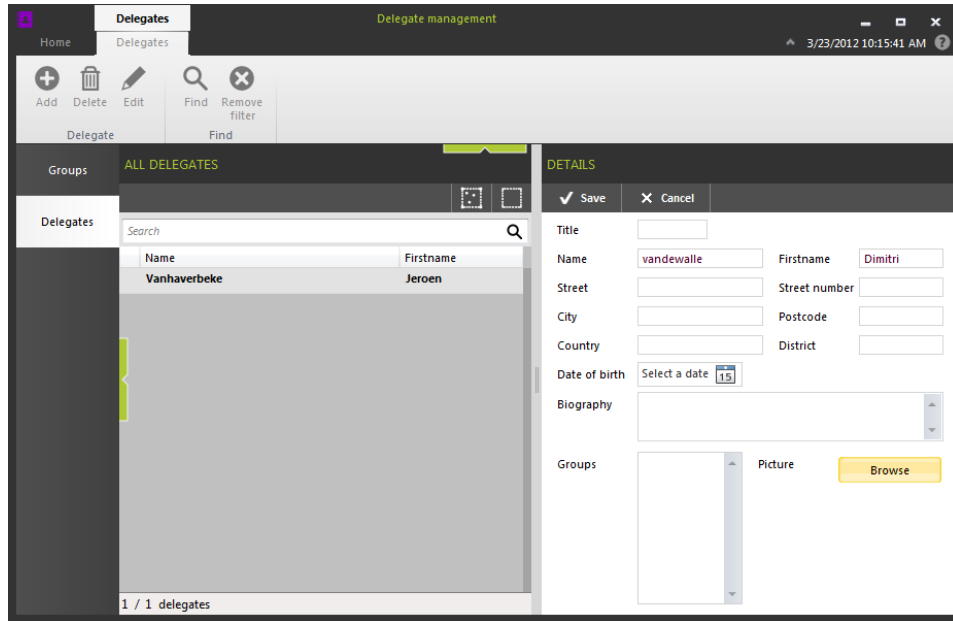 Delegates
Delegate management
Home
Delegates
3/23/2012 10:15:41 AM ?
Add Delete Edit Find Remove filter
Delegate Find
Groups
Delegates
ALL DELEGATES
Search
Name Firstname
Vanhaverbeke Jeroen
1 / 1 delegates
DETAILS
Save Cancel
Title
Name vandewalle Firstname Dimitri
Street Street number
City Postcode
Country District
Date of birth Select a date 15
Biography
Groups Picture Browse